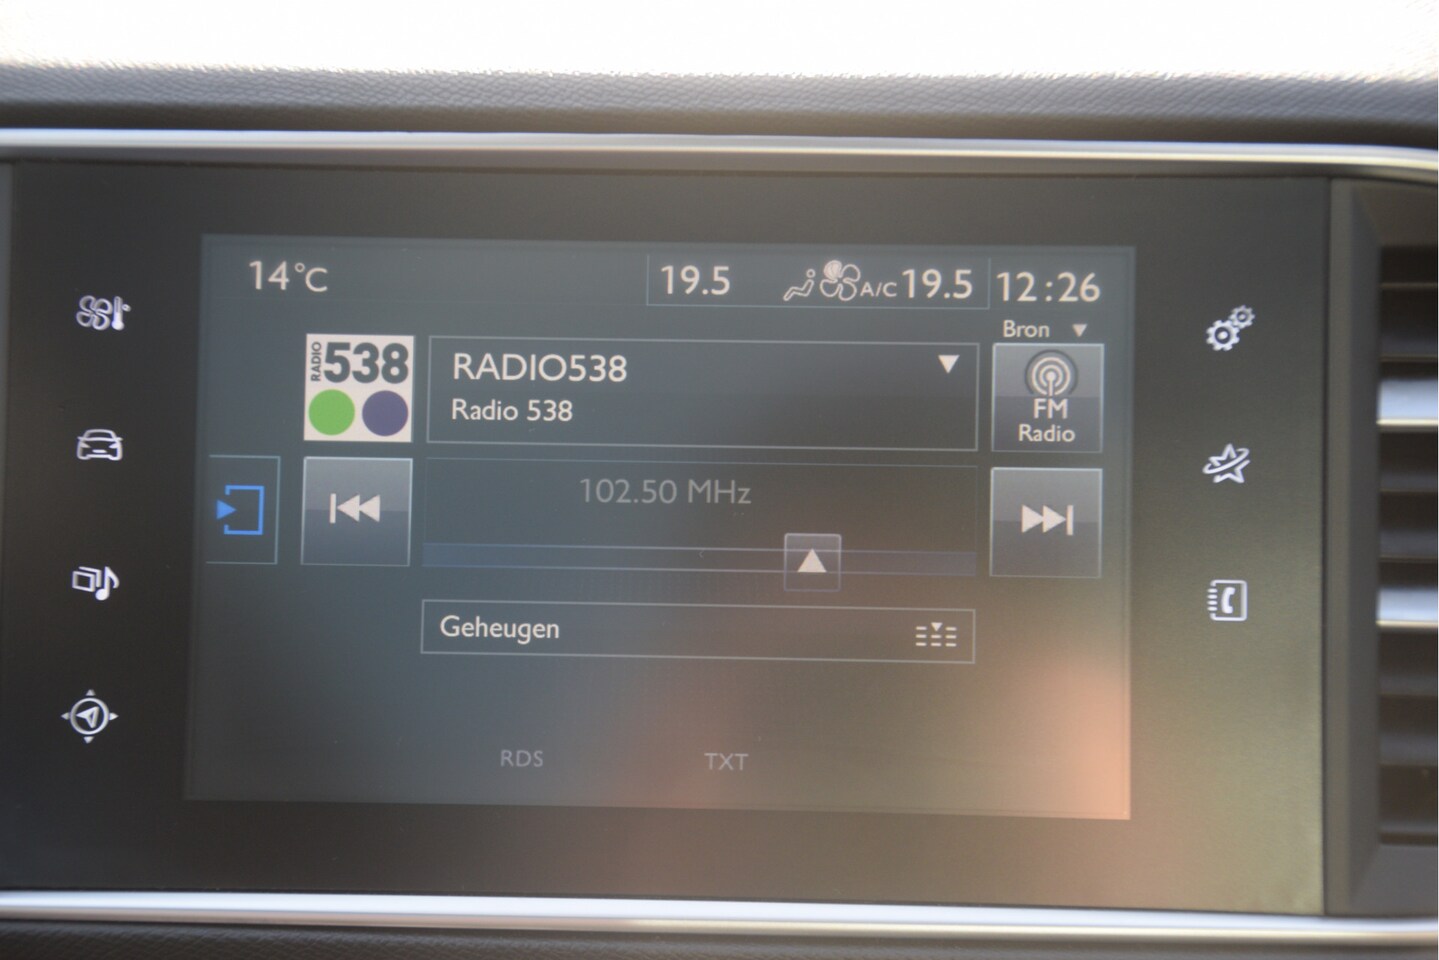 14°C
19.5
A/C 19.5
12:26
Bron
RADIO 538
RADIO538
Radio 538
FM
Radio
102.50 MHz
Geheugen
RDS
TXT